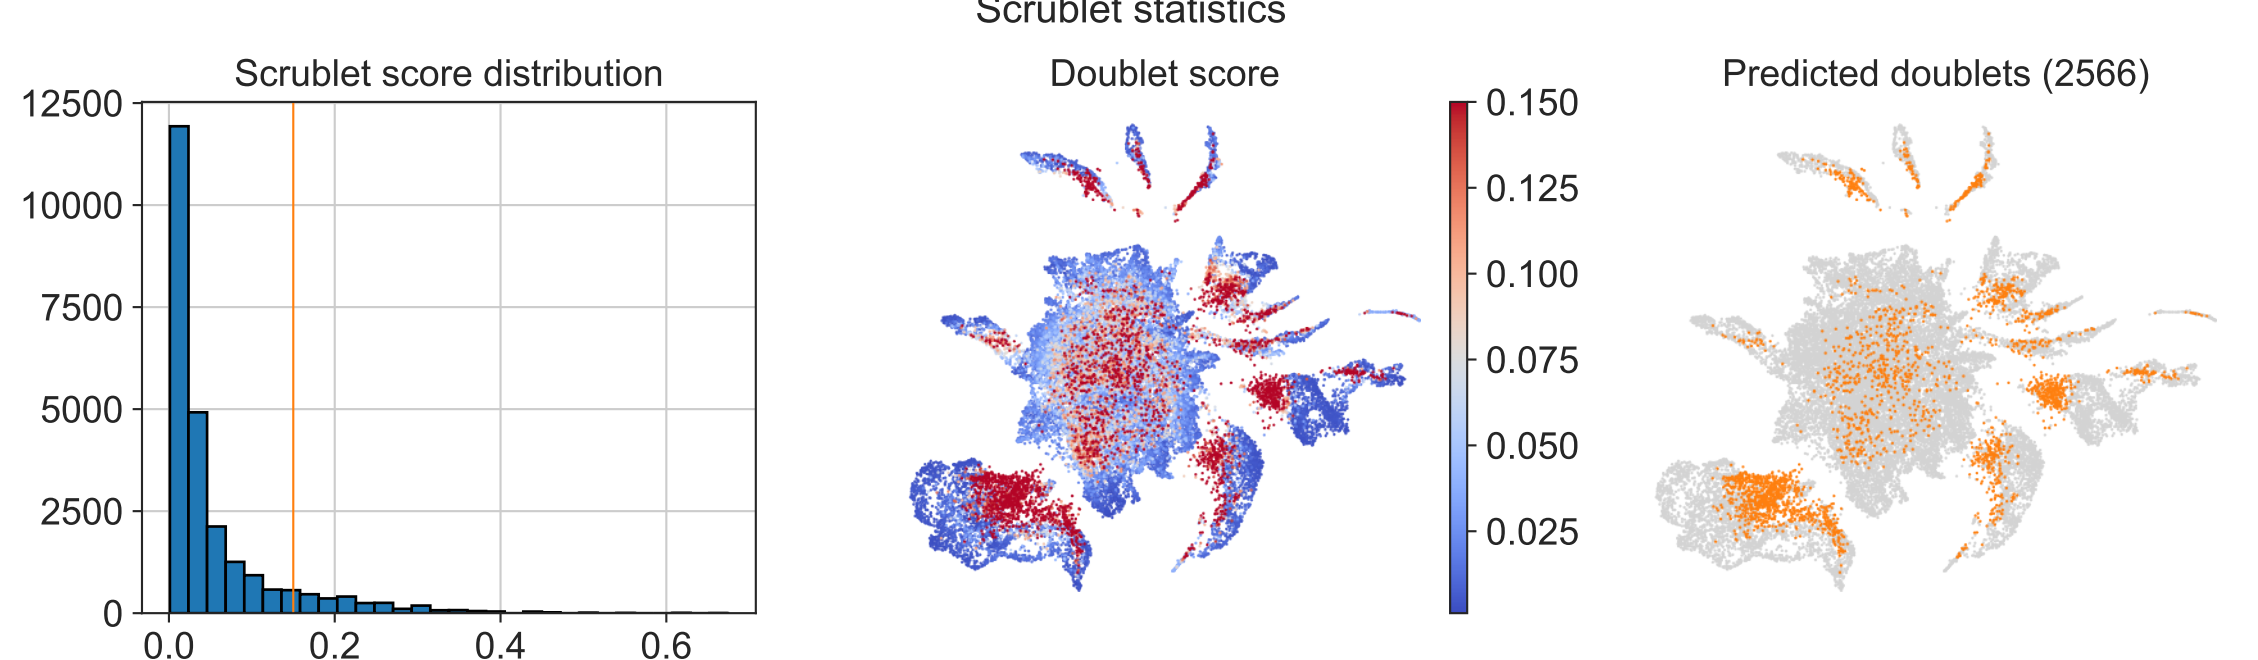 Scrublet statistics
Scrublet score distribution
12500
10000
7500
5000
2500
0
0.0 0.2 0.4 0.6
Doublet score
0.150
0.125
0.100
0.075
0.050
0.025
Predicted doublets (2566)